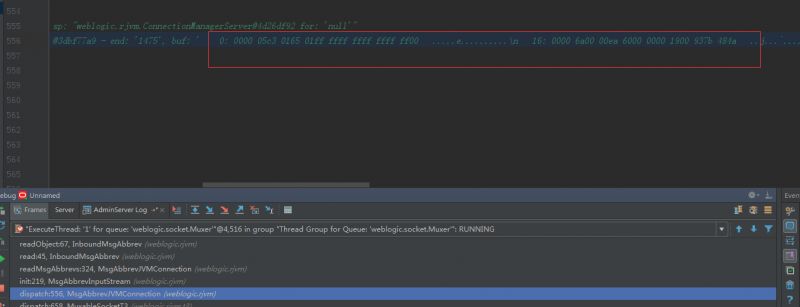 554
555
sp: "weblogic.rjvm.ConnectionManagerServer@4d26df92 for: 'null'"
556
@3dbf77a9 - end: '1475', buf: ' 0: 0000 05c3 0165 01ff ffff ffff ffff ff00 .....e..........\n 16: 0000 6a00 00ea 6000 0000 1900 937b 484a
557
558
559
560
561
562
563
564
565
ebug Unnamed
Frames Server AdminServer Log
"ExecuteThread: '1' for queue: 'weblogic.socket.Muxer'"@4,516 in group "Thread Group for Queue: 'weblogic.socket.Muxer'": RUNNING
readObject:67, InboundMsgAbbrev (weblogic.rjvm)
read:45, InboundMsgAbbrev (weblogic.rjvm)
readMsgAbbrevs:324, MsgAbbrevJVMConnection (weblogic.rjvm)
init:219, MsgAbbrevInputStream (weblogic.rjvm)
dispatch:556, MsgAbbrevJVMConnection (weblogic.rjvm)
dispatch:659, MuxableSocketT3
Even